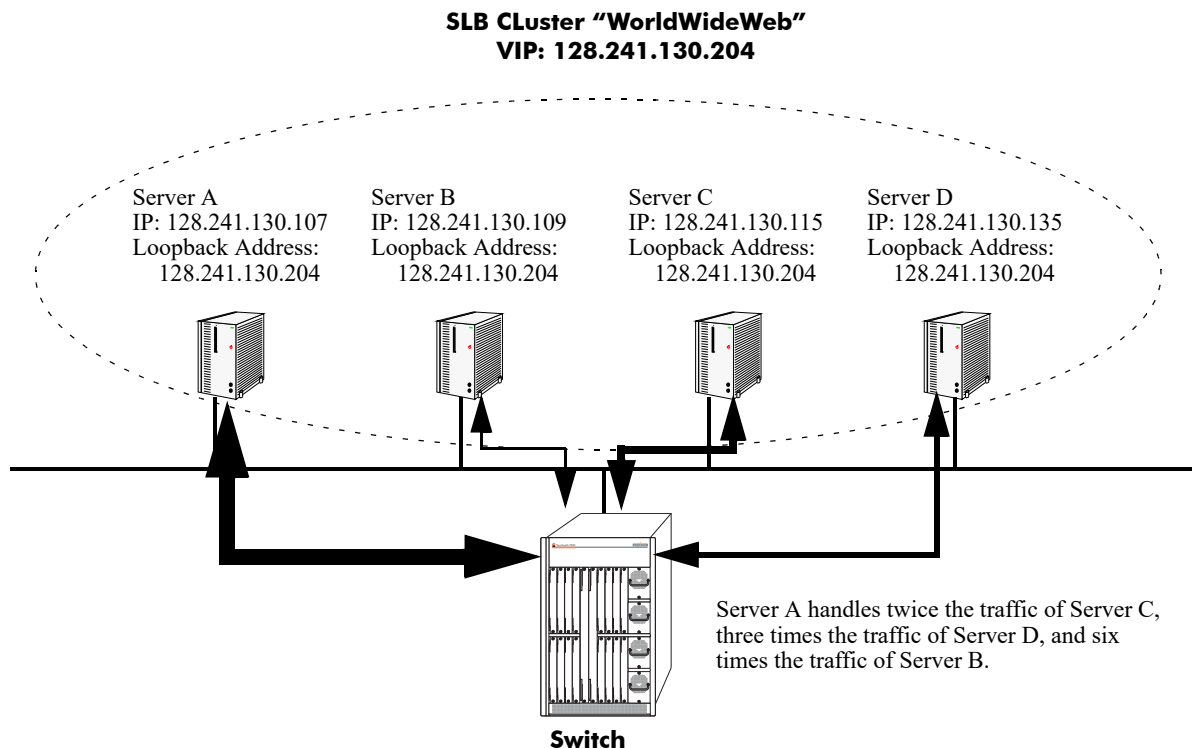 SLB CLuster “WorldWideWeb”
VIP: 128.241.130.204
Server A
IP: 128.241.130.107
Loopback Address:
128.241.130.204
Server B
IP: 128.241.130.109
Loopback Address:
128.241.130.204
Server C
IP: 128.241.130.115
Loopback Address:
128.241.130.204
Server D
IP: 128.241.130.135
Loopback Address:
128.241.130.204
Server A handles twice the traffic of Server C,
three times the traffic of Server D, and six
times the traffic of Server B.
Switch